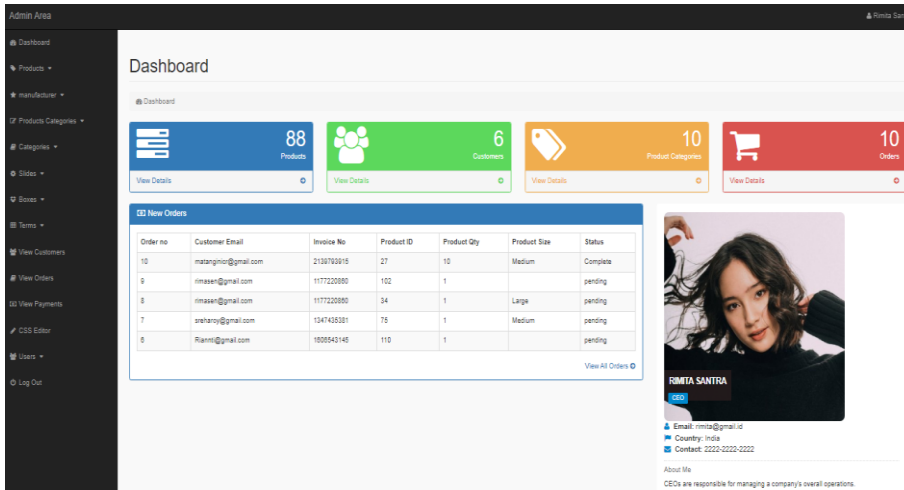 Admin Area
Rimita San
Dashboard
Products
manufacturer
Products Categories
Categories
Slides
Boxes
Terms
View Customers
View Orders
View Payments
CSS Editor
Users
Log Out
Dashboard
Dashboard
88
Products
View Details
6
Customers
View Details
10
Product Categories
View Details
10
Orders
View Details
New Orders
Order no Customer Email Invoice No Product ID Product Qty Product Size Status
10 matanginicr@gmail.com 2139793915 27 10 Medium Complete
9 rimasen@gmail.com 1177220860 102 1 pending
8 rimasen@gmail.com 1177220860 34 1 Large pending
7 sreharoy@gmail.com 1347435381 75 1 Medium pending
6 Riannti@gmail.com 1606543145 110 1 pending
View All Orders
RIMITA SANTRA
CEO
Email: rimita@gmail.id
Country: India
Contact: 2222-2222-2222
About Me
CEOs are responsible for managing a company's overall operations.